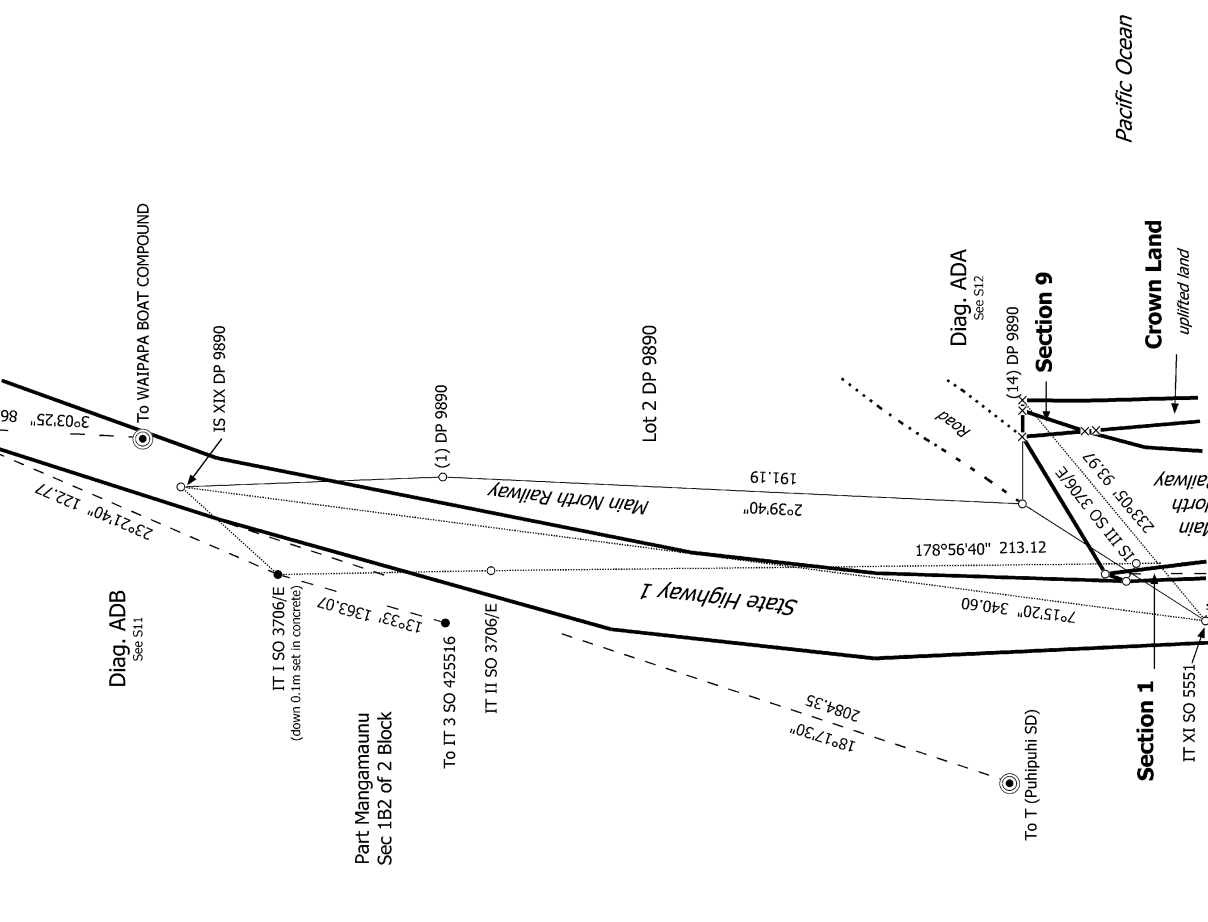 Pacific Ocean
To WAIPAPA BOAT COMPOUND
3°03'25" 86
IS XIX DP 9890
(1) DP 9890
Lot 2 DP 9890
Diag. ADA
See S12
(14) DP 9890
Section 9
Crown Land
uplifted land
Road
23°21'40" 122.77
Main North Railway
191.19
2°39'40"
IS III SO 3706/E
233°05' 93.97
Main
North
Railway
178°56'40" 213.12
Diag. ADB
See S11
IT I SO 3706/E
(down 0.1m set in concrete)
13°33' 1363.07
To IT 3 SO 425516
IT II SO 3706/E
State Highway 1
7°15'20" 340.60
Part Mangamaunu
Sec 1B2 of 2 Block
2084.35
18°17'30"
To T (Puhipuhi SD)
Section 1
IT XI SO 5551